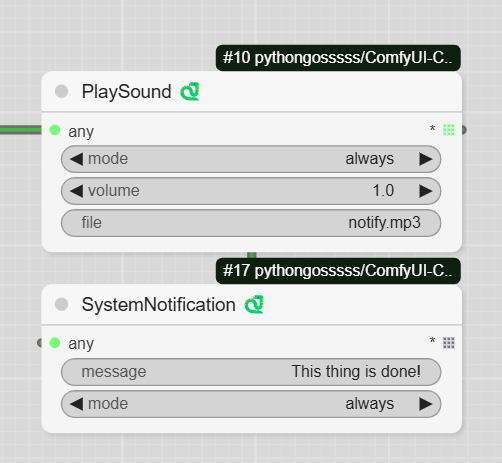 #10 pythongosssss/ComfyUI-C..
PlaySound
any *
mode always
volume 1.0
file notify.mp3
#17 pythongosssss/ComfyUI-C..
SystemNotification
any *
message This thing is done!
mode always